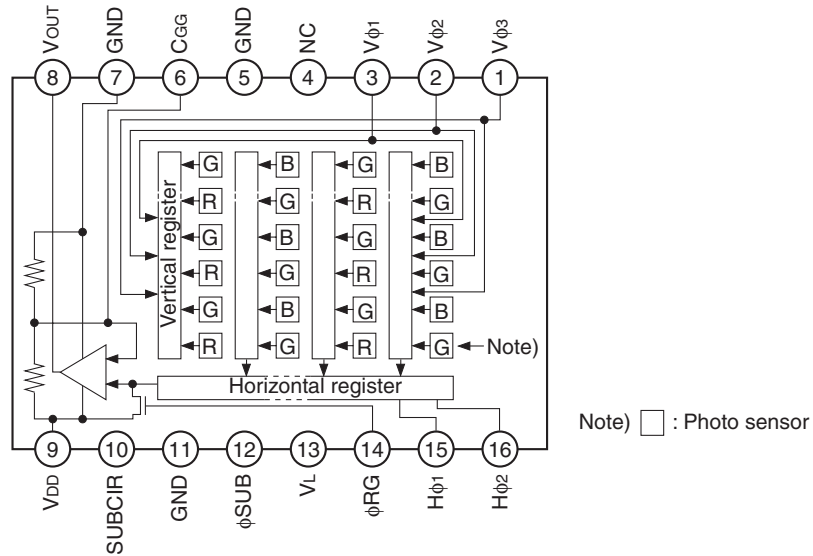 VOUT GND CGG GND NC Vϕ1 Vϕ2 Vϕ3
8 7 6 5 4 3 2 1
Vertical register
G B G B
R G R G
G B G B
R G R G
G B G B
R G R G Note)
Horizontal register
Note) : Photo sensor
9 10 11 12 13 14 15 16
VDD SUBCIR GND ϕSUB VL ϕRG Hϕ1 Hϕ2